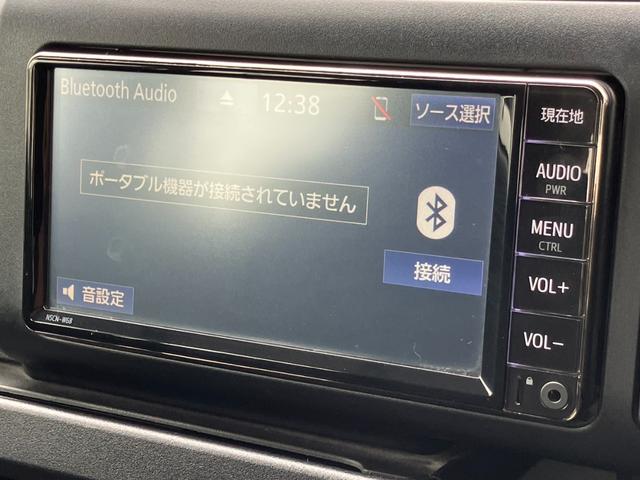 Bluetooth Audio
12:38
ソース選択
現在地
AUDIO
PWR
ポータブル機器が接続されていません
MENU
CTRL
接続
VOL+
音設定
VOL−
NSCN-W68